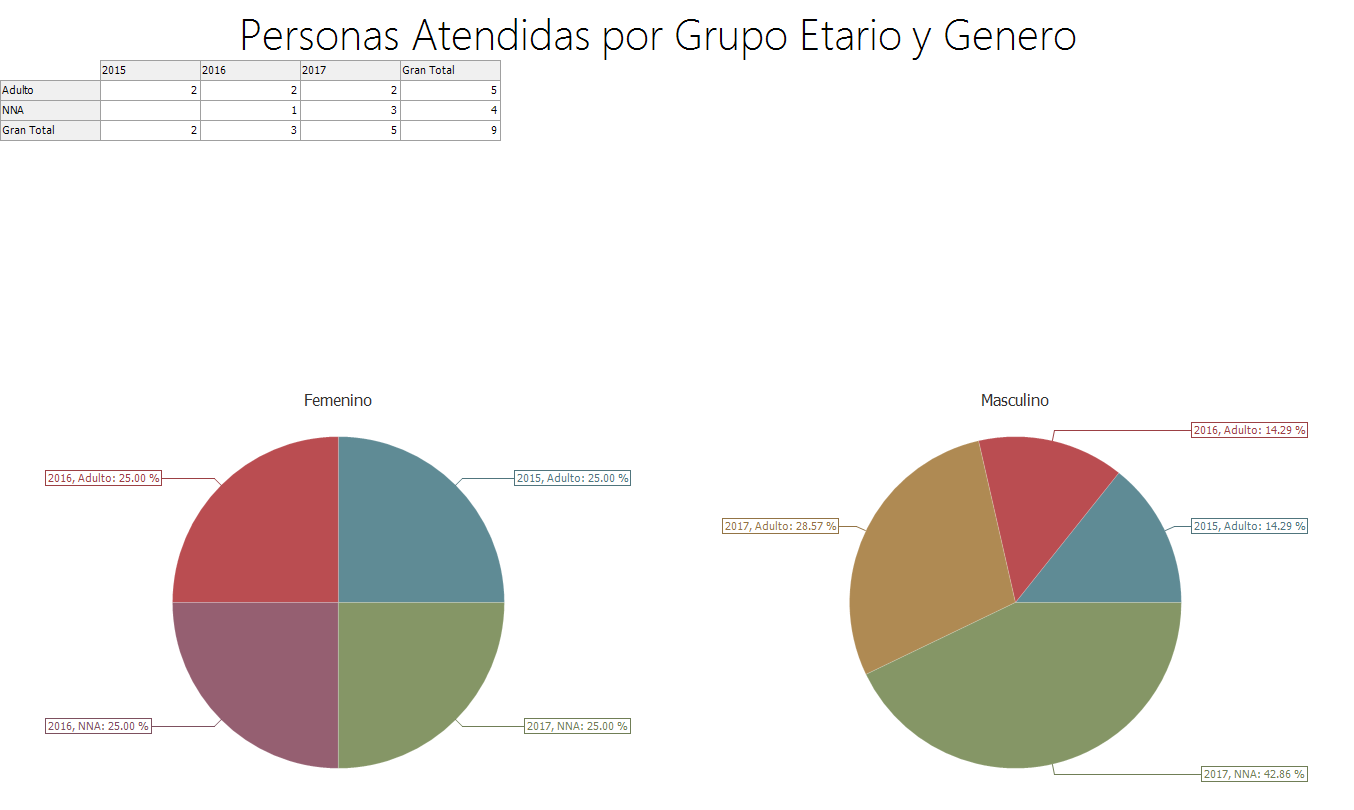 Personas Atendidas por Grupo Etario y Genero
2015 2016 2017 Gran Total
Adulto 2 2 2 5
NNA 1 3 4
Gran Total 2 3 5 9
Femenino
2016, Adulto: 25.00 %
2015, Adulto: 25.00 %
2016, NNA: 25.00 %
2017, NNA: 25.00 %
Masculino
2016, Adulto: 14.29 %
2017, Adulto: 28.57 %
2015, Adulto: 14.29 %
2017, NNA: 42.86 %